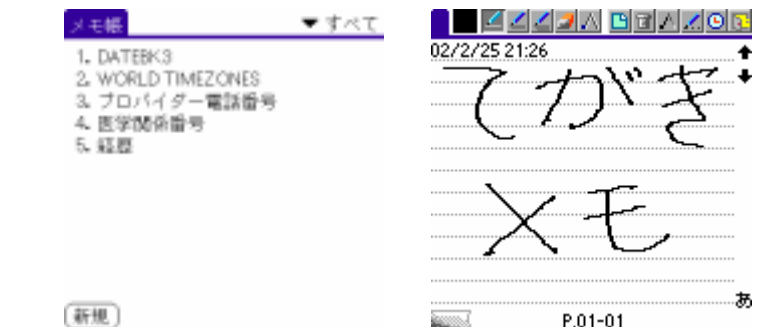 メモ帳 ▼ すべて
1. DATEBK3
2. WORLD TIMEZONES
3. プロバイダー電話番号
4. 医学関係番号
5. 経歴
新規
02/2/25 21:26
てがき
メモ
あ
P.01-01